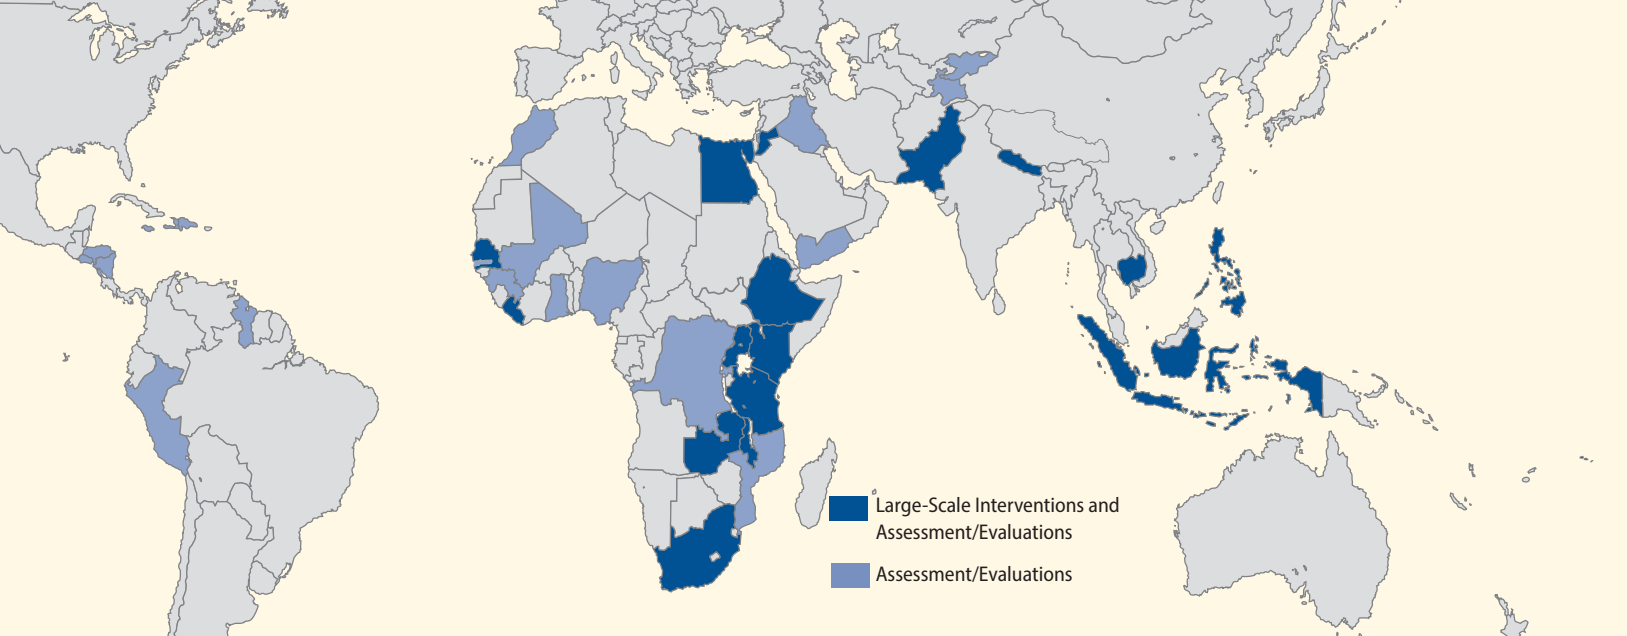 Large-Scale Interventions and
Assessment/Evaluations
Assessment/Evaluations